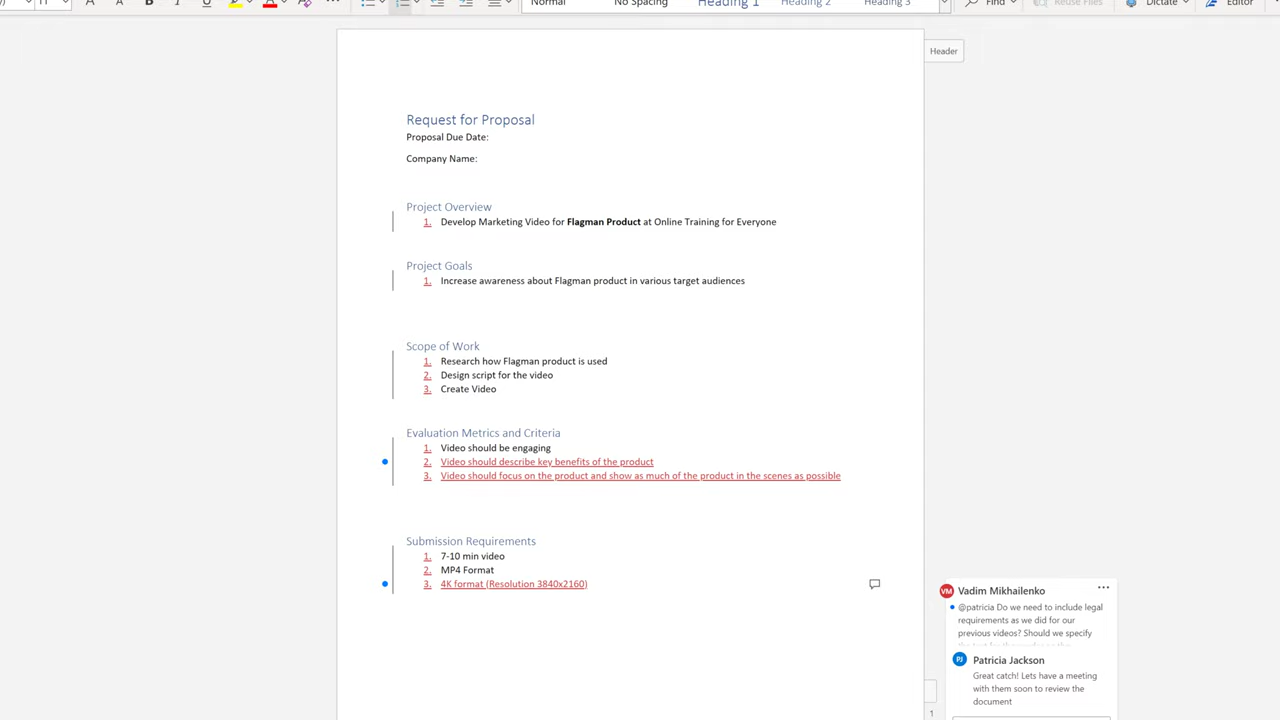 Normal
No Spacing
Heading 1
Heading 2
Heading 3
Find
Reuse Files
Dictate
Editor
Header
Request for Proposal
Proposal Due Date:
Company Name:
Project Overview
1. Develop Marketing Video for Flagman Product at Online Training for Everyone
Project Goals
1. Increase awareness about Flagman product in various target audiences
Scope of Work
1. Research how Flagman product is used
2. Design script for the video
3. Create Video
Evaluation Metrics and Criteria
1. Video should be engaging
2. Video should describe key benefits of the product
3. Video should focus on the product and show as much of the product in the scenes as possible
Submission Requirements
1. 7-10 min video
2. MP4 Format
3. 4K format (Resolution 3840x2160)
VM Vadim Mikhailenko
@patricia Do we need to include legal
requirements as we did for our
previous videos? Should we specify
PJ Patricia Jackson
Great catch! Lets have a meeting
with them soon to review the
document
1